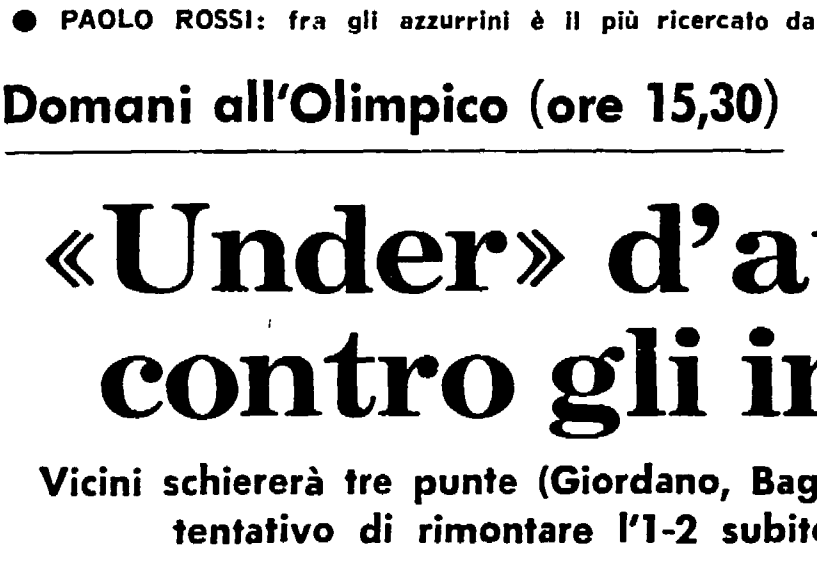 ● PAOLO ROSSI: fra gli azzurrini è il più ricercato da
Domani all'Olimpico (ore 15,30)
«Under» d'a
contro gli i
Vicini schiererà tre punte (Giordano, Bag
tentativo di rimontare l'1-2 subito